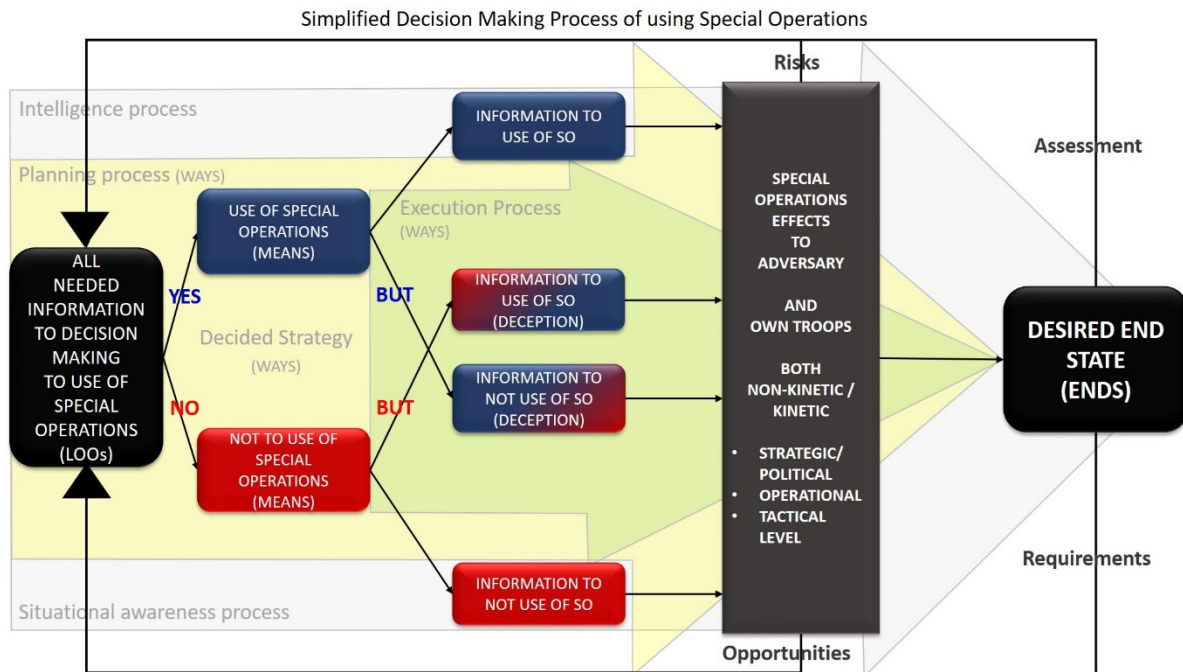 Simplified Decision Making Process of using Special Operations
Risks
Intelligence process
INFORMATION TO
USE OF SO
Assessment
Planning process (WAYS)
USE OF SPECIAL
OPERATIONS
(MEANS)
Execution Process
(WAYS)
ALL
NEEDED
INFORMATION
TO DECISION
MAKING
TO USE OF
SPECIAL
OPERATIONS
(LOOs)
YES
BUT
INFORMATION TO
USE OF SO
(DECEPTION)
Decided Strategy
(WAYS)
NO
BUT
INFORMATION TO
NOT USE OF SO
(DECEPTION)
NOT TO USE OF
SPECIAL
OPERATIONS
(MEANS)
SPECIAL
OPERATIONS
EFFECTS
TO
ADVERSARY
AND
OWN TROOPS
BOTH
NON-KINETIC /
KINETIC
• STRATEGIC/
POLITICAL
• OPERATIONAL
• TACTICAL
LEVEL
DESIRED END
STATE
(ENDS)
Requirements
INFORMATION TO
NOT USE OF SO
Situational awareness process
Opportunities